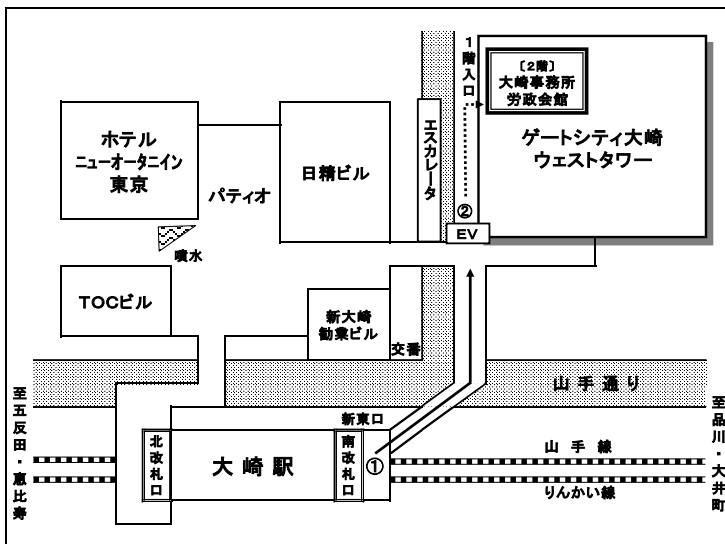 1階入口
〔2階〕
大崎事務所
労政会館
ゲートシティ大崎
ウェストタワー
エスカレータ
②
EV
ホテル
ニューオータニイン
東京
パティオ
日精ビル
噴水
TOCビル
新大崎
勧業ビル
交番
山手通り
至五反田・恵比寿
至品川・大井町
新東口
北改札口
大崎駅
南改札口
①
山手線
りんかい線